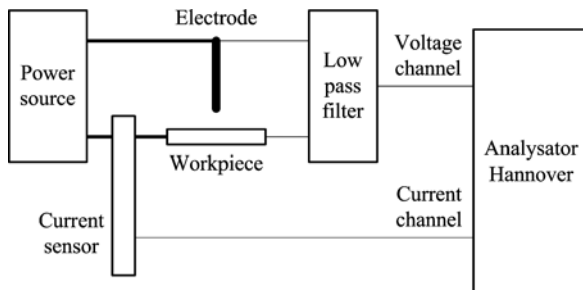 Electrode
Power
source
Low
pass
filter
Voltage
channel
Workpiece
Analysator
Hannover
Current
sensor
Current
channel